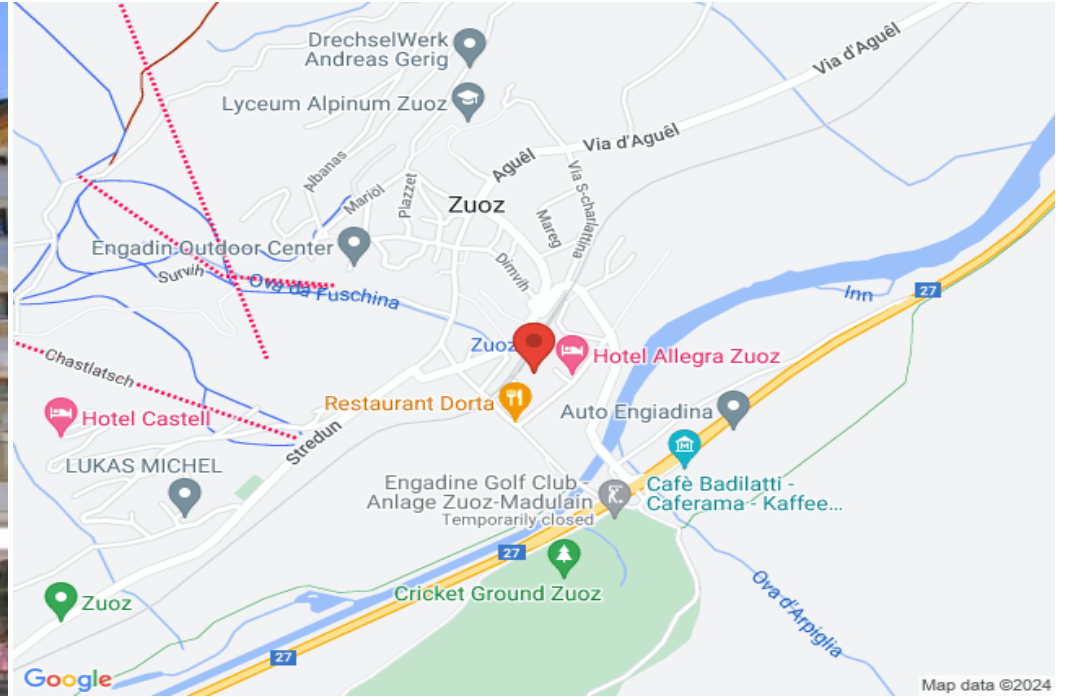 DrechselWerk
Andreas Gerig
Via d'Aguêl
Lyceum Alpinum Zuoz
Via d'Aguêl
Aguêl
Albanas
Mariöl
Plazzet
Via S-charlattina
Zuoz
Mareg
Engadin Outdoor Center
Dimvih
Survih
Ova da Fuschina
Inn
27
Zuoz
Hotel Allegra Zuoz
Chastlatsch
Restaurant Dorta
Auto Engiadina
Hotel Castell
Stredun
LUKAS MICHEL
Engadine Golf Club -
Anlage Zuoz-Madulain
Temporarily closed
Cafè Badilatti -
Caferama - Kaffee...
27
Cricket Ground Zuoz
Ova d'Arpiglia
Zuoz
27
Google
Map data ©2024